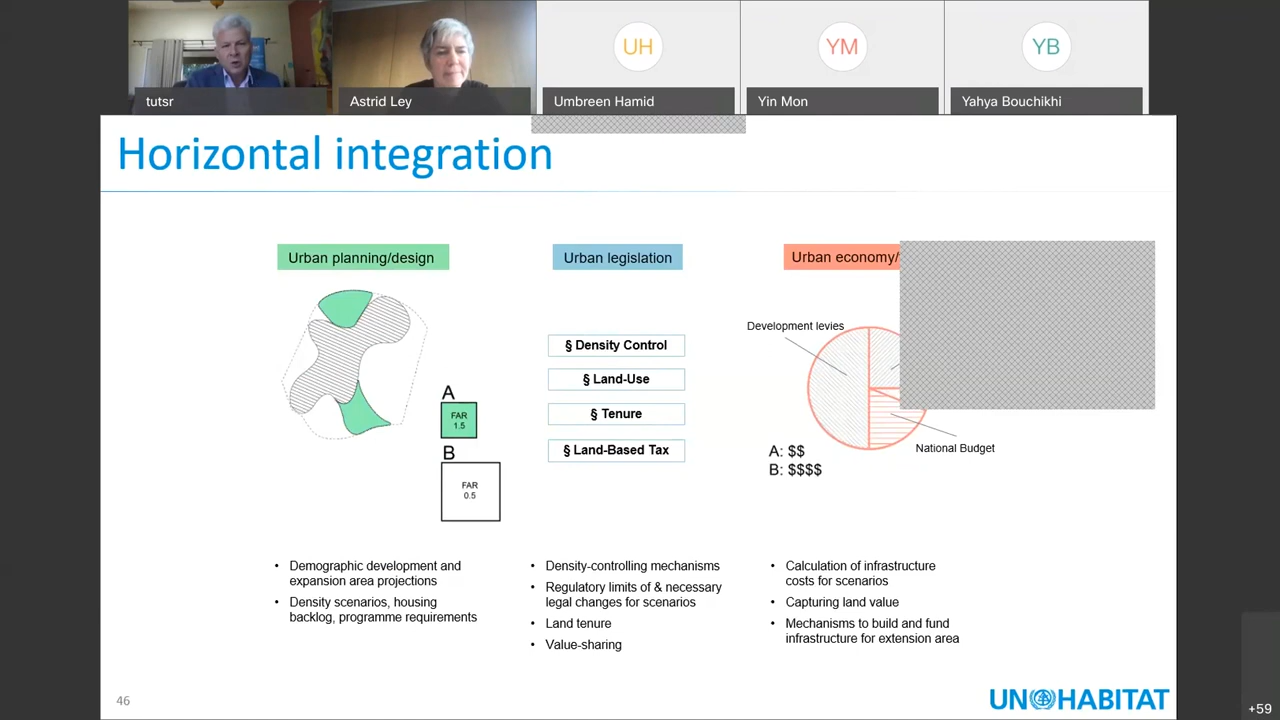 tutsr
Astrid Ley
UH
Umbreen Hamid
YM
Yin Mon
YB
Yahya Bouchikhi
Horizontal integration
Urban planning/design
Urban legislation
Urban economy/
A
FAR
1.5
B
FAR
0.5
§ Density Control
§ Land-Use
§ Tenure
§ Land-Based Tax
Development levies
National Budget
A: $$
B: $$$$
• Demographic development and
expansion area projections
• Density scenarios, housing
backlog, programme requirements
• Density-controlling mechanisms
• Regulatory limits of & necessary
legal changes for scenarios
• Land tenure
• Value-sharing
• Calculation of infrastructure
costs for scenarios
• Capturing land value
• Mechanisms to build and fund
infrastructure for extension area
46
UN HABITAT
+59